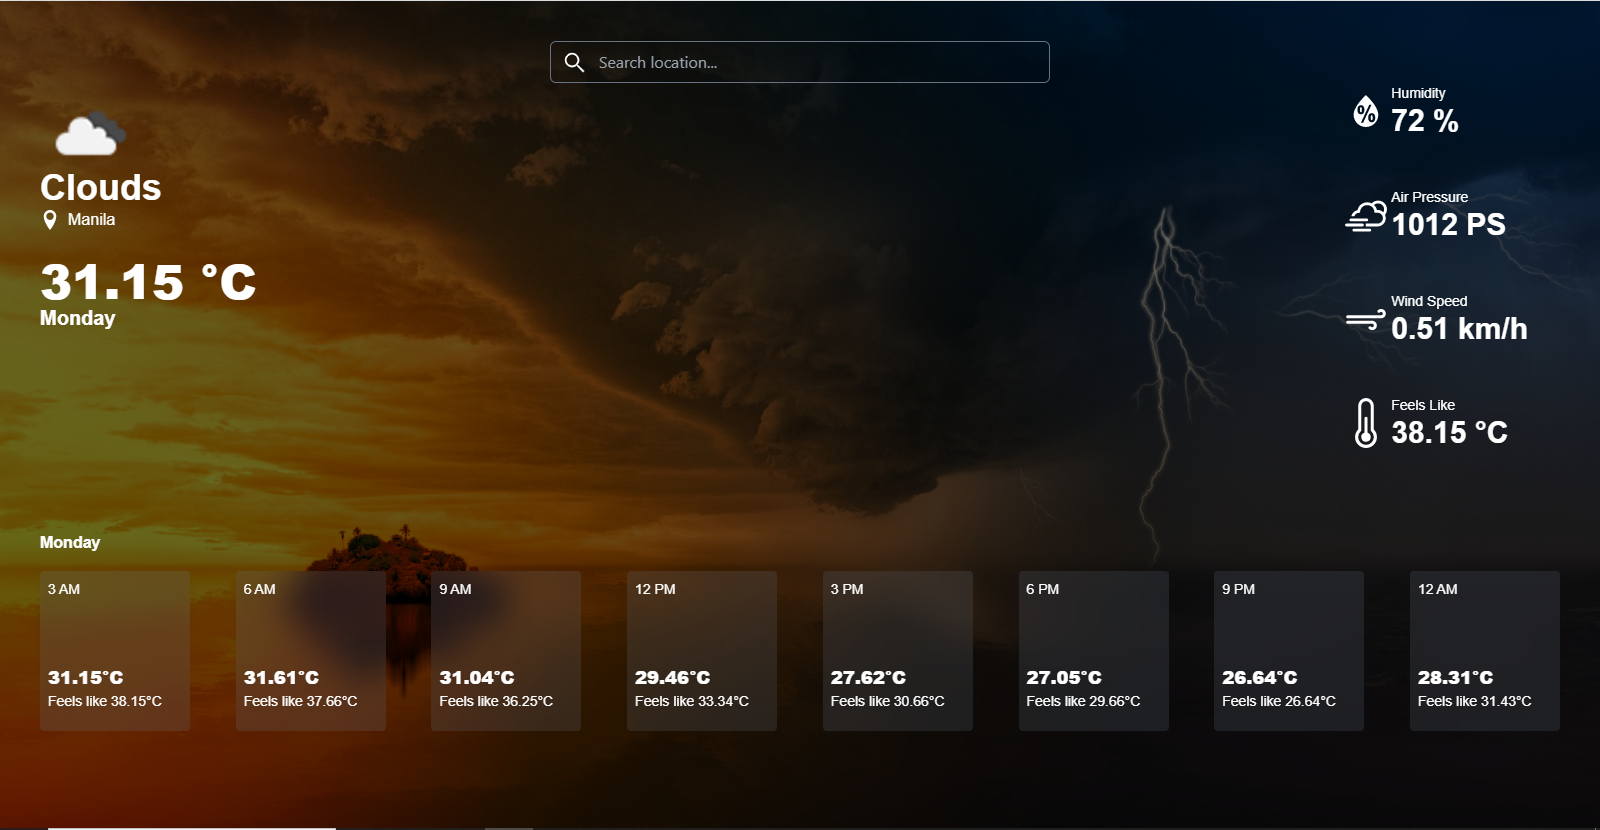 Search location...
Clouds
Manila
31.15 °C
Monday
%
Humidity
72 %
Air Pressure
1012 PS
Wind Speed
0.51 km/h
Feels Like
38.15 °C
Monday
3 AM
31.15°C
Feels like 38.15°C
6 AM
31.61°C
Feels like 37.66°C
9 AM
31.04°C
Feels like 36.25°C
12 PM
29.46°C
Feels like 33.34°C
3 PM
27.62°C
Feels like 30.66°C
6 PM
27.05°C
Feels like 29.66°C
9 PM
26.64°C
Feels like 26.64°C
12 AM
28.31°C
Feels like 31.43°C